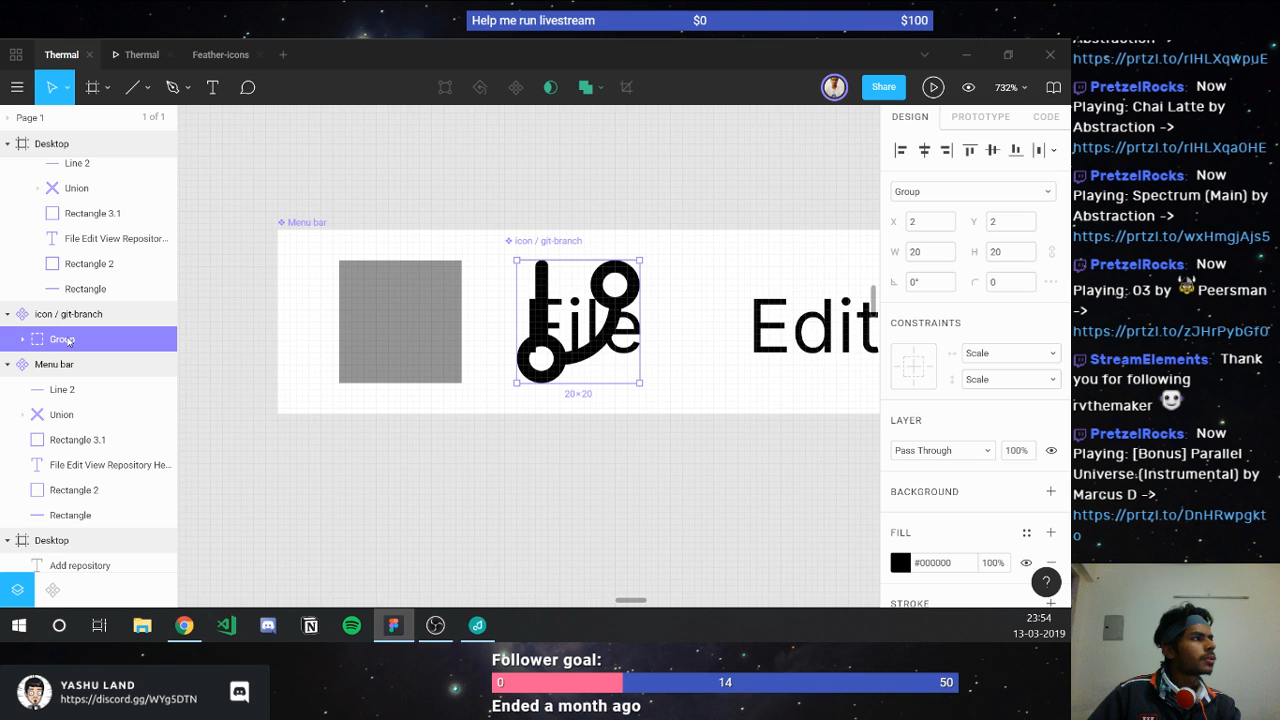 Help me run livestream $0 $100
Thermal Thermal Feather-icons
Share 732%
Page 1 1 of 1
Desktop
Line 2
Union
Rectangle 3.1
File Edit View Repositor...
Rectangle 2
Rectangle
icon / git-branch
Menu bar
Line 2
Union
Rectangle 3.1
File Edit View Repository He...
Rectangle 2
Rectangle
Desktop
Add repository
Menu bar
icon / git-branch
File Edit
20×20
DESIGN PROTOTYPE CODE
Group
X 2 Y 2
W 20 H 20
0° 0
CONSTRAINTS
Scale
Scale
LAYER
Pass Through 100%
BACKGROUND
FILL
#000000 100%
STROKE
?
23:54
13-03-2019
Abstraction ->
https://prtzl.to/rIHLXqwpuE
PretzelRocks: Now
Playing: Chai Latte by
Abstraction ->
https://prtzl.to/rIHLXqa0HE
PretzelRocks: Now
Playing: Spectrum (Main) by
Abstraction ->
https://prtzl.to/wxHmgjAjs5
PretzelRocks: Now
Playing: 03 by Peersman
->
https://prtzl.to/zJHrPybGf0
StreamElements: Thank
you for following
rvthemaker
PretzelRocks: Now
Playing: [Bonus] Parallel
Universe (Instrumental) by
Marcus D ->
https://prtzl.to/DnHRwpgkt
o
YASHU LAND
https://discord.gg/WYg5DTN
Follower goal:
0 14 50
Ended a month ago